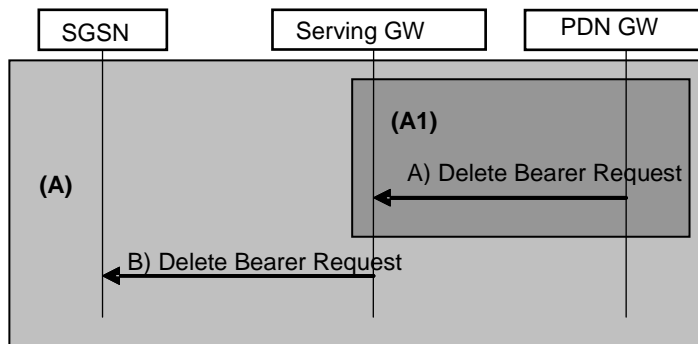 SGSN
Serving GW
PDN GW
(A1)
A) Delete Bearer Request
(A)
B) Delete Bearer Request